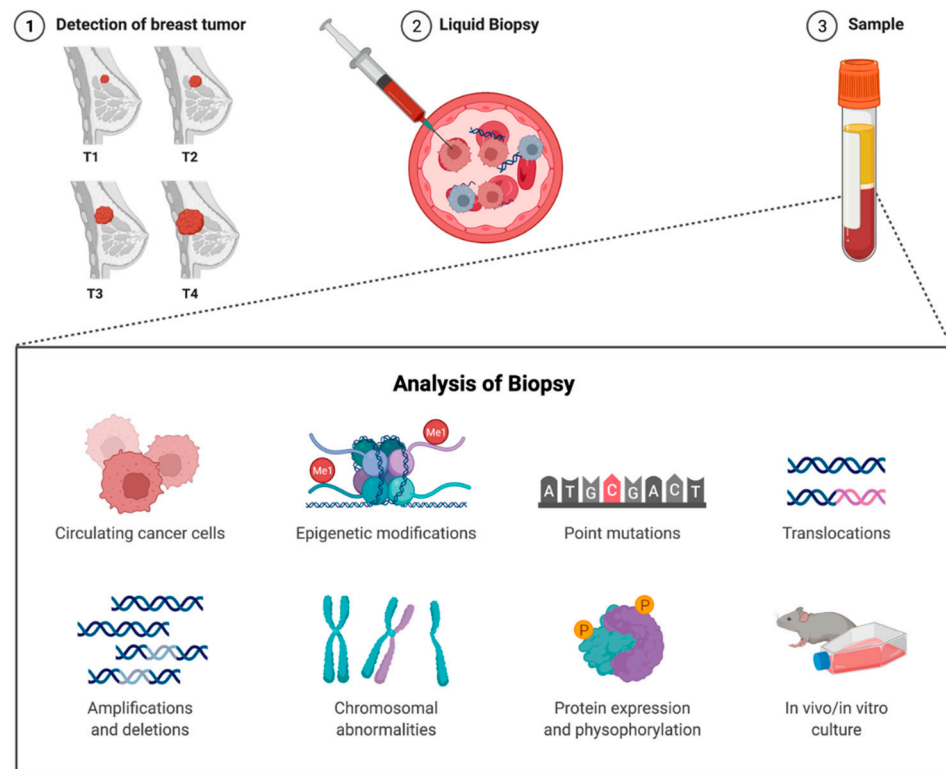 1 Detection of breast tumor
T1
T2
T3
T4
2 Liquid Biopsy
3 Sample
Analysis of Biopsy
Circulating cancer cells
Me1
Me1
Epigenetic modifications
A T G C G A C T
Point mutations
Translocations
Amplifications
and deletions
Chromosomal
abnormalities
P
P
Protein expression
and physophorylation
In vivo/in vitro
culture